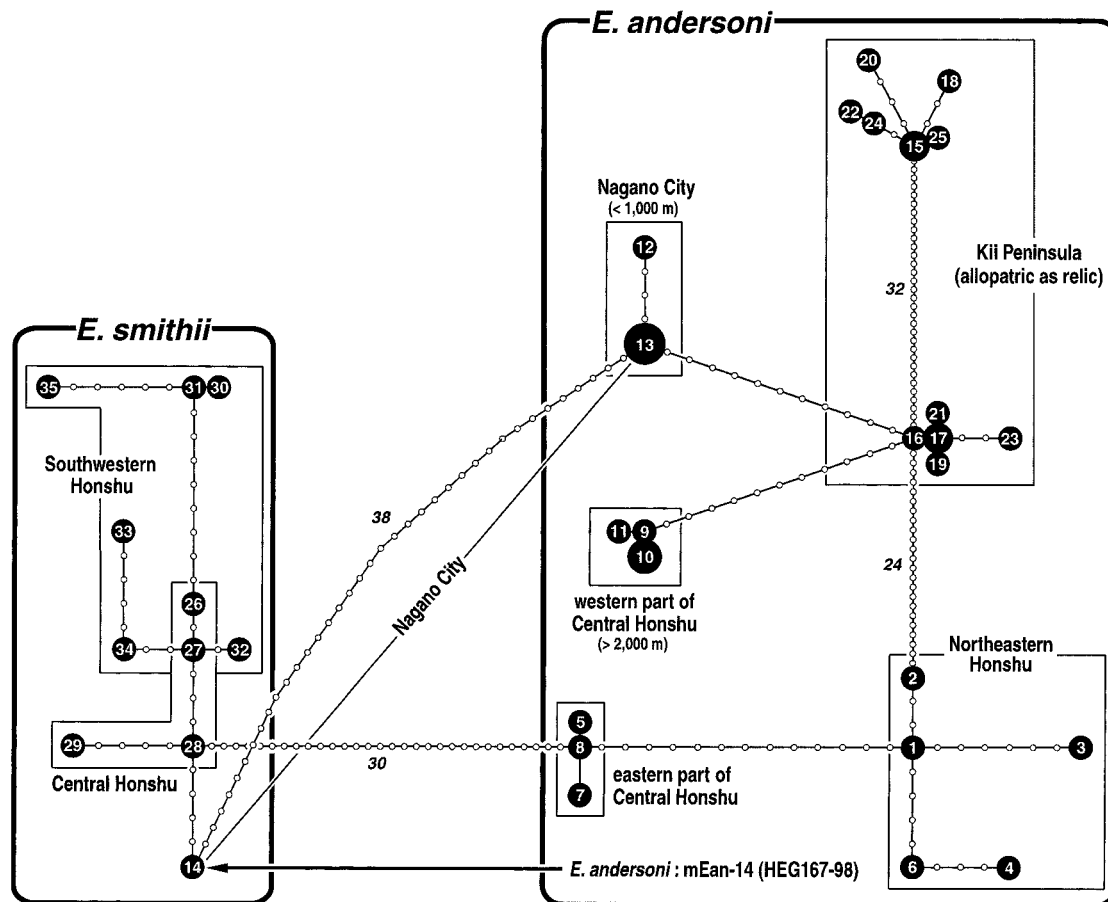 E. andersoni
20
18
22
24
25
15
Nagano City
(< 1,000 m)
12
Kii Peninsula
(allopatric as relic)
32
13
E. smithii
35
31 30
21
16 17 23
19
Southwestern
Honshu
38
33
11 9
10
24
Nagano City
26
western part of
Central Honshu
(> 2,000 m)
34 27 32
Northeastern
Honshu
2
5
29 28
8
1
3
30
Central Honshu
7
eastern part of
Central Honshu
14
E. andersoni : mEan-14 (HEG167-98)
6 4